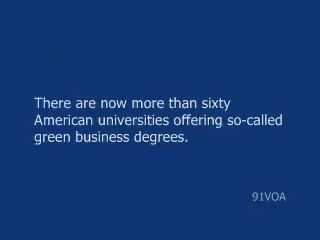 There are now more than sixty
American universities offering so-called
green business degrees.
91VOA